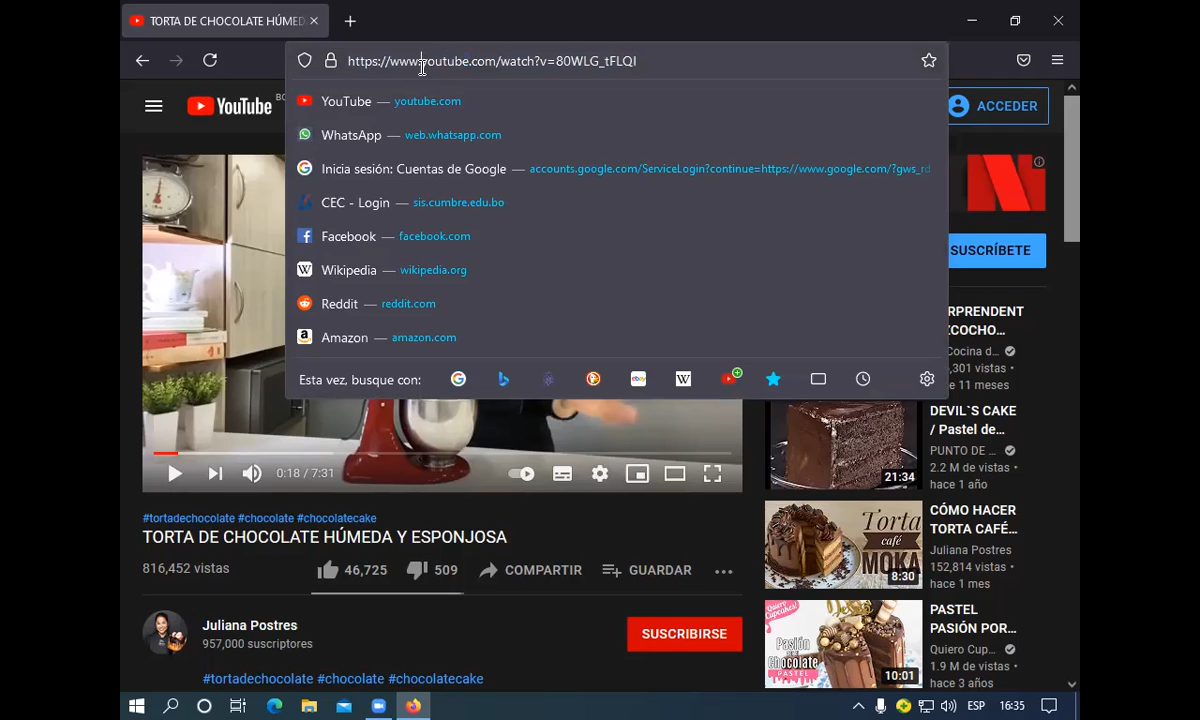 TORTA DE CHOCOLATE HÚMED
https://www.youtube.com/watch?v=80WLG_tFLQI
YouTube — youtube.com
WhatsApp — web.whatsapp.com
Inicia sesión: Cuentas de Google — accounts.google.com/ServiceLogin?continue=https://www.google.com/?gws_rd
CEC - Login — sis.cumbre.edu.bo
Facebook — facebook.com
Wikipedia — wikipedia.org
Reddit — reddit.com
Amazon — amazon.com
Esta vez, busque con:
YouTube
ACCEDER
SUSCRÍBETE
0:18 / 7:31
#tortadechocolate #chocolate #chocolatecake
TORTA DE CHOCOLATE HÚMEDA Y ESPONJOSA
816,452 vistas
46,725
509
COMPARTIR
GUARDAR
Juliana Postres
957,000 suscriptores
SUSCRIBIRSE
#tortadechocolate #chocolate #chocolatecake
RPRENDENT
COCHO...
Cocina d...
,301 vistas •
e 11 meses
DEVIL`S CAKE
/ Pastel de...
PUNTO DE ...
2.2 M de vistas •
hace 1 año
21:34
CÓMO HACER
TORTA CAFÉ...
Juliana Postres
152,814 vistas •
hace 1 mes
Torta
café
MOKA
8:30
PASTEL
PASIÓN POR...
Quiero Cup...
1.9 M de vistas •
hace 3 años
Quiero Cupcakes!
Pasión
Chocolate
PASTEL
10:01
ESP
16:35